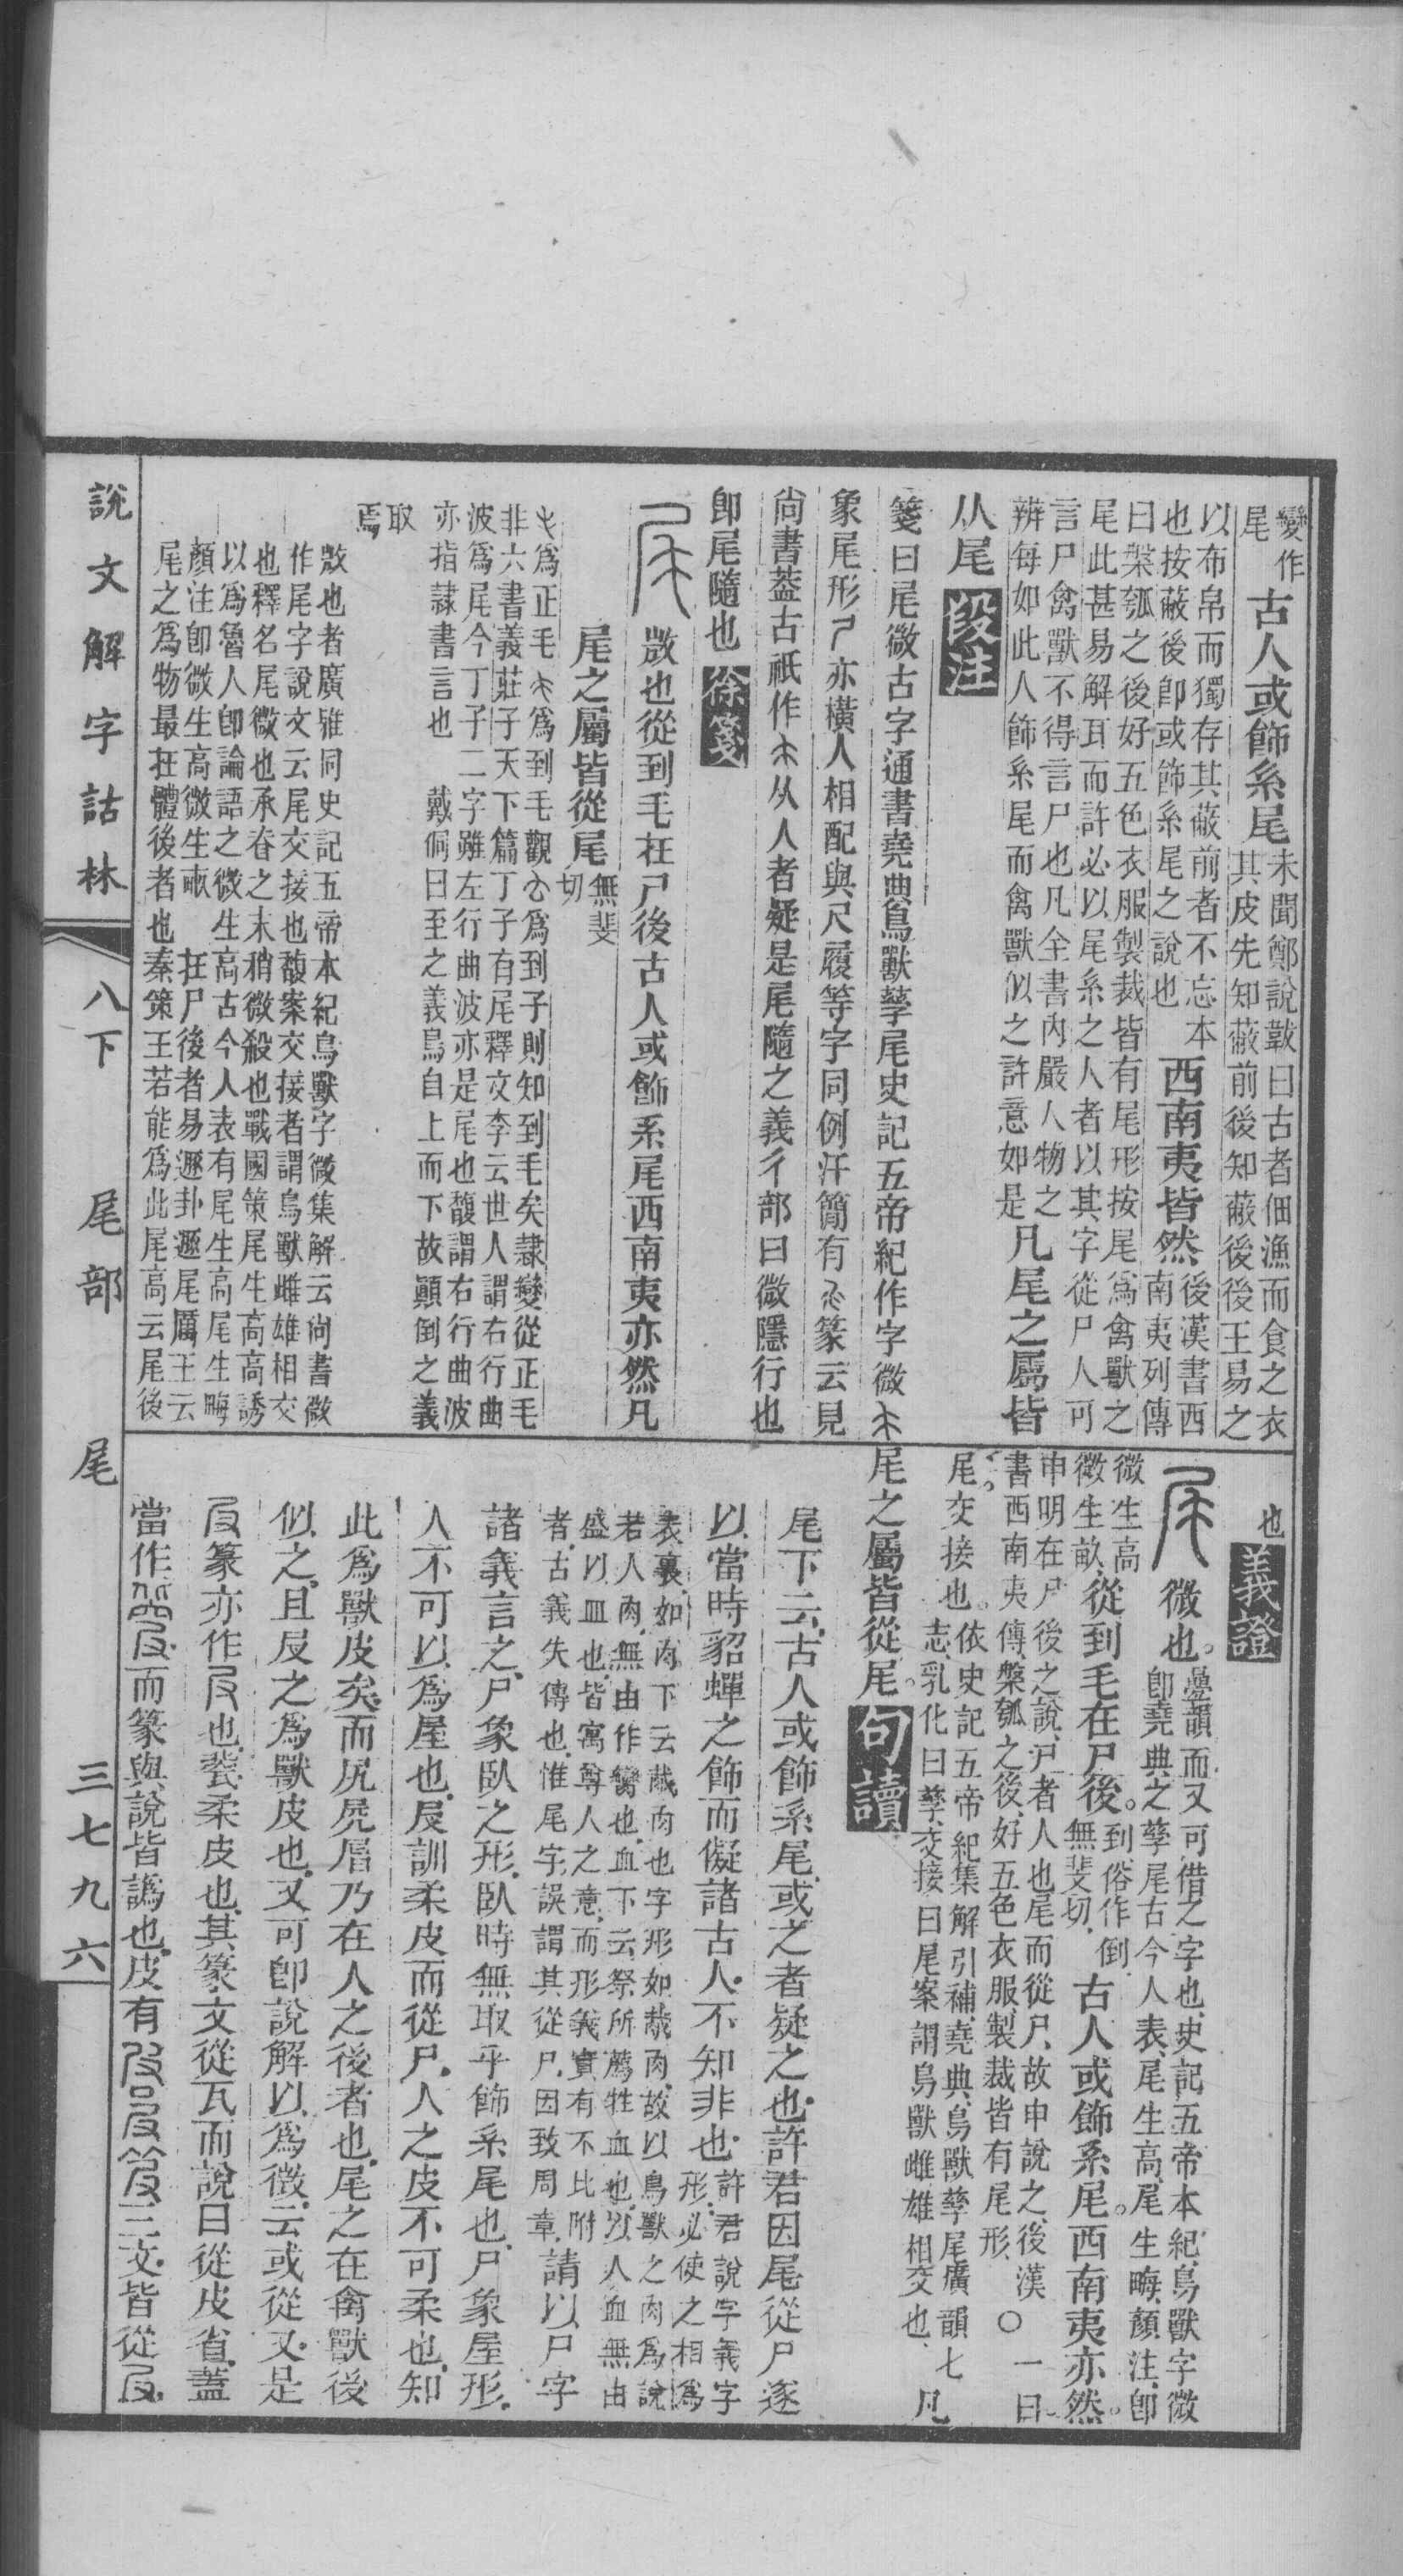 變作
尾
古人或飾系尾
未聞鄭說韍曰古者佃漁而食之衣
其皮先知蔽前後知蔽後後王易之
以布帛而獨存其蔽前者不忘本
也按蔽後卽或飾系尾之說也
西南夷皆然
後漢書西
南夷列傳
曰槃瓠之後好五色衣服製裁皆有尾形按尾爲禽獸之
尾此甚易解耳而許必以尾系之人者以其字從尸人可
言尸禽獸不得言尸也凡全書內嚴人物之
辨每如此人飾系尾而禽獸似之許意如是
凡尾之屬皆
从尾 段注
箋曰尾微古字通書堯典鳥獸孳尾史記五帝紀作字微
象尾形尸亦橫人相配與尺履等字同例汗簡有篆云見
尙書葢古祇作从人者疑是尾隨之義彳部曰微隱行也
卽尾隨也 徐箋
㪫也從到毛在尸後古人或飾系尾西南夷亦然凡
尾之屬皆從尾
無斐
切
爲正毛爲到毛觀𠫓爲到子則知到毛矣隷變從正毛
非六書義莊子天下篇丁子有尾釋文李云世人謂右行曲
波爲尾今丁子二字雖左行曲波亦是尾也馥謂右行曲波
亦指隷書言也 戴侗曰至之義鳥自上而下故顚倒之義
取
焉
㪫也者廣雅同史記五帝本紀鳥獸字微集解云尙書微
作尾字說文云尾交接也馥案交接者謂鳥獸雌雄相交
也釋名尾微也承脊之末稍微殺也戰國策尾生高高誘
以爲魯人卽論語之微生高古今人表有尾生高尾生畮
顏注卽微生高微生畞 在尸後者易遯卦遯尾厲王云
尾之爲物最在體後者也秦策王若能爲此尾高云尾後
也 義證
微也。
疊韻而又可借之字也、史記五帝本紀、鳥獸字微
卽堯典之孳尾古今人表、尾生高、尾生畮、顏注、卽
微生高
微生畝、
從到毛在尸後。
到俗作倒、
無斐切、
古人或飾系尾。西南夷亦然。
申明在尸後之說、尸者人也尾而從尸、故申說之、後漢
書西南夷傳、槃瓠之後、好五色衣服、製裁皆有尾形、
○一曰
尾。交接也。
依史記五帝紀集解引補、堯典、鳥獸孳尾廣韻七
志、乳化曰孳、交接曰尾案謂鳥獸雌雄相交也、
凡
尾之屬皆從尾。 句讀
尾下云、古人或飾系尾、或之者疑之也、許君因尾從尸遂
以當時貂蟬之飾而儗諸古人、不知非也、
許君說字義字
形、必使之相爲
表裏、如肉下云胾肉也字形如胾肉、故以鳥獸之肉爲說
若人肉、無由作臠也、血下云祭所薦牲血也、以人血無由
盛以皿也、皆寓尊人之意、而形義實有不比附
者、古義失傳也、惟尾字、誤謂其從尸、因致周章、
請以尸字
諸義言之、尸象臥之形、臥時無取乎飾系尾也、尸象屋形、
人不可以爲屋也、𠬝訓柔皮而從尸、人之皮不可柔也、知
此爲獸皮矣、而尻屍𡱂乃在人之後者也、尾之在禽獸後
似之、且𠬝之爲獸皮也、又可卽說解以爲徵、云或從又、是
𠬝篆亦作𠬝也、㼱柔皮也、其篆文從瓦而說曰從皮省、蓋
當作而篆與說皆譌也、皮有三文、皆從𠬝、
說文解字詁林 八下 尾部 尾 三七九六